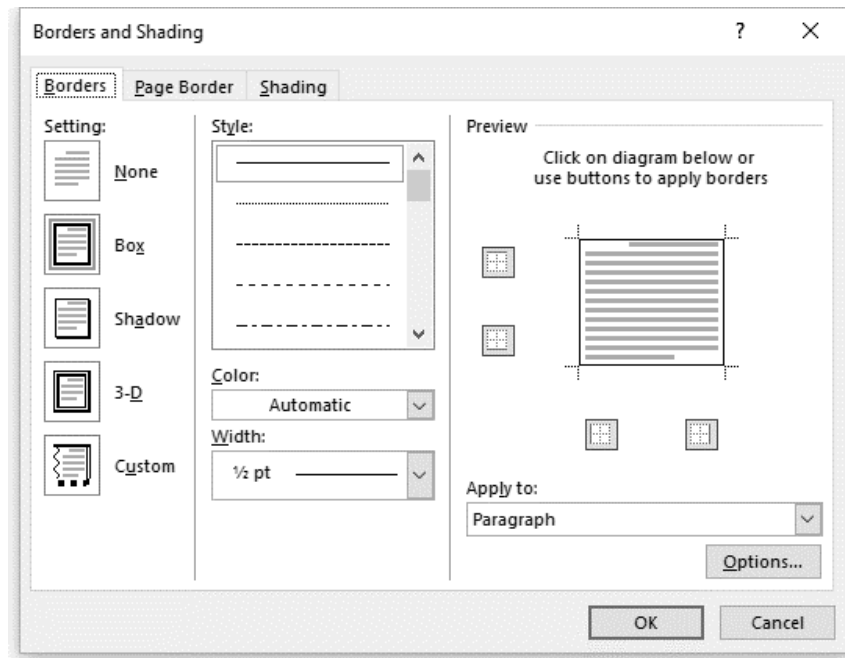 Borders and Shading
?
Borders
Page Border
Shading
Setting:
None
Box
Shadow
3-D
Custom
Style:
Color:
Automatic
Width:
½ pt
Preview
Click on diagram below or
use buttons to apply borders
Apply to:
Paragraph
Options...
OK
Cancel